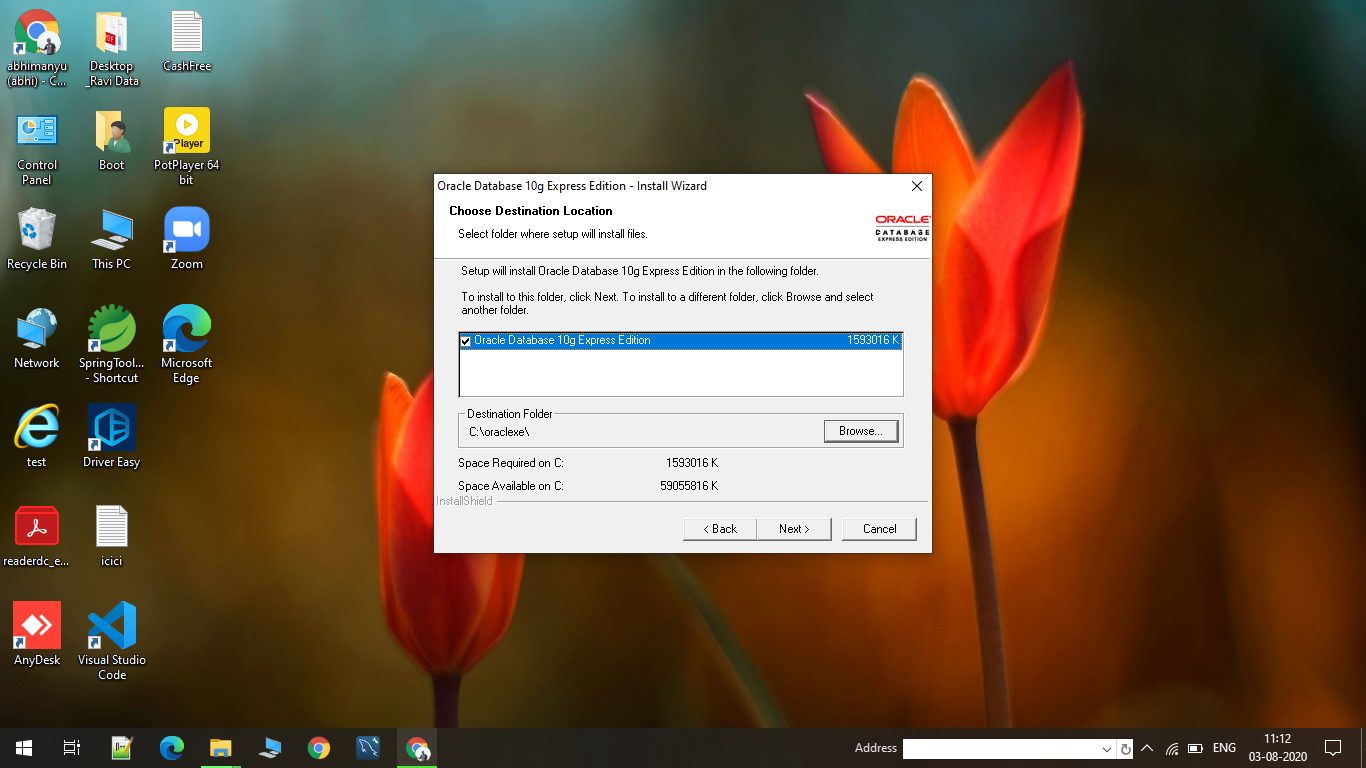 abhimanyu
(abhi) - C...
Desktop
_Ravi Data
CashFree
Control
Panel
Boot
Player
PotPlayer 64
bit
Recycle Bin
This PC
Zoom
Network
SpringTool...
- Shortcut
Microsoft
Edge
test
Driver Easy
readerdc_e...
icici
AnyDesk
Visual Studio
Code
Oracle Database 10g Express Edition - Install Wizard
Choose Destination Location
Select folder where setup will install files.
ORACLE
DATABASE
EXPRESS EDITION
Setup will install Oracle Database 10g Express Edition in the following folder.
To install to this folder, click Next. To install to a different folder, click Browse and select
another folder.
Oracle Database 10g Express Edition 1593016 K
Destination Folder
C:\oraclexe\
Browse...
Space Required on C: 1593016 K
Space Available on C: 59055816 K
InstallShield
< Back
Next >
Cancel
Address
ENG
11:12
03-08-2020